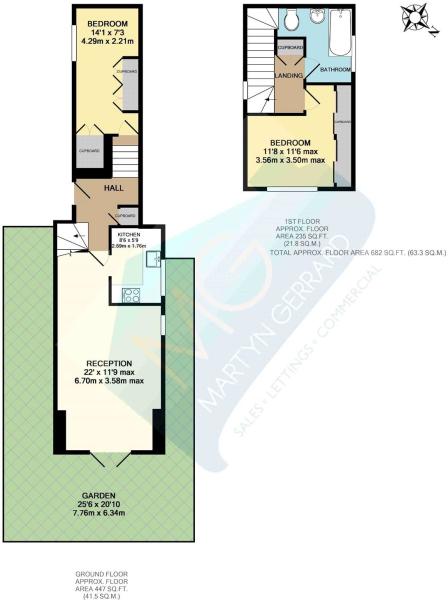 BEDROOM
14'1 x 7'3
4.29m x 2.21m
CUPBOARD
CUPBOARD
HALL
CUPBOARD
KITCHEN
8'6 x 5'9
2.59m x 1.76m
RECEPTION
22' x 11'9 max
6.70m x 3.58m max
GARDEN
25'6 x 20'10
7.76m x 6.34m
GROUND FLOOR
APPROX. FLOOR
AREA 447 SQ.FT.
(41.5 SQ.M.)
N
CUPBOARD
LANDING
BATHROOM
CUPBOARD
BEDROOM
11'8 x 11'6 max
3.56m x 3.50m max
1ST FLOOR
APPROX. FLOOR
AREA 235 SQ.FT.
(21.8 SQ.M.)
TOTAL APPROX. FLOOR AREA 682 SQ.FT. (63.3 SQ.M.)
MG
MARTYN GERRARD
SALES • LETTINGS • COMMERCIAL